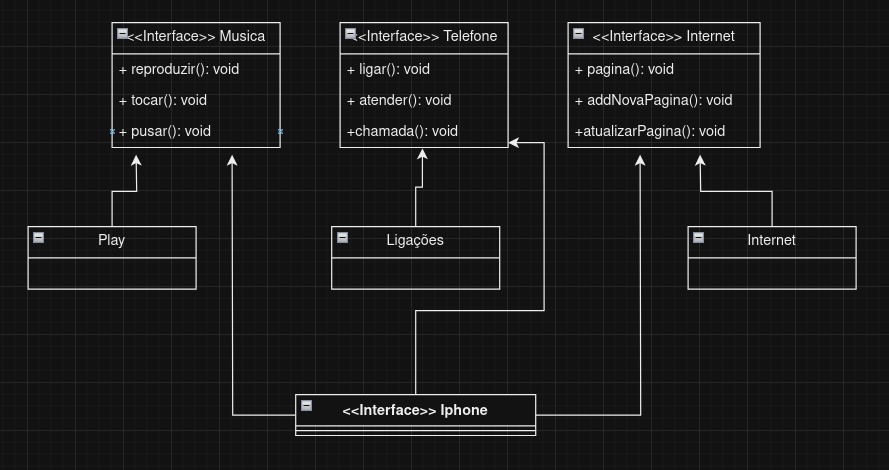 <<Interface>> Musica
+ reproduzir(): void
+ tocar(): void
+ pusar(): void
<<Interface>> Telefone
+ ligar(): void
+ atender(): void
+chamada(): void
<<Interface>> Internet
+ pagina(): void
+ addNovaPagina(): void
+atualizarPagina(): void
Play
Ligações
Internet
<<Interface>> Iphone